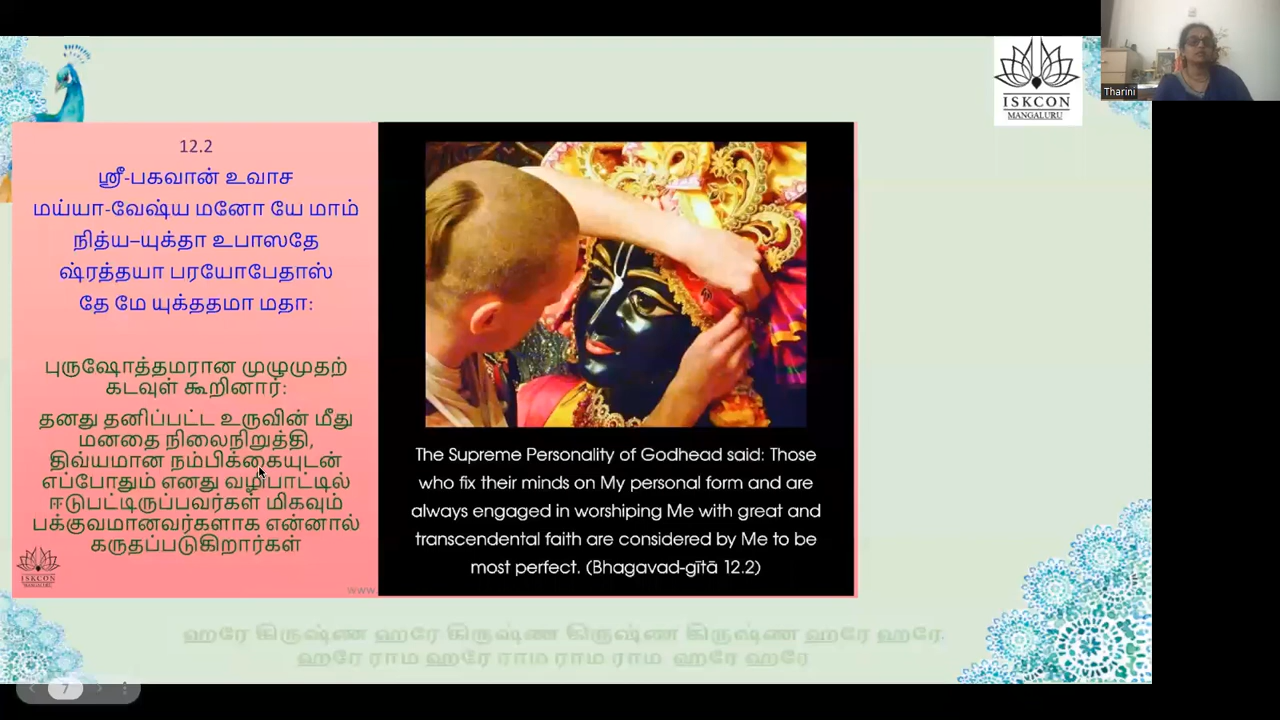 ISKCON
MANGALURU
Tharini
12.2
ஸ்ரீ-பகவான் உவாச
மய்யா-வேஷ்ய மனோ யே மாம்
நித்ய–யுக்தா உபாஸதே
ஷ்ரத்தயா பரயோபேதாஸ்
தே மே யுக்ததமா மதா:
புருஷோத்தமரான முழுமுதற்
கடவுள் கூறினார்:
தனது தனிப்பட்ட உருவின் மீது
மனதை நிலைநிறுத்தி,
திவ்யமான நம்பிக்கையுடன்
எப்போதும் எனது வழிபாட்டில்
ஈடுபட்டிருப்பவர்கள் மிகவும்
பக்குவமானவர்களாக என்னால்
கருதப்படுகிறார்கள்
ISKCON
MANGALURU
www.
The Supreme Personality of Godhead said: Those
who fix their minds on My personal form and are
always engaged in worshiping Me with great and
transcendental faith are considered by Me to be
most perfect. (Bhagavad-gītā 12.2)
ஹரே கிருஷ்ண ஹரே கிருஷ்ண கிருஷ்ண கிருஷ்ண ஹரே ஹரே.
ஹரே ராம ஹரே ராம ராம ராம ஹரே ஹரே
7